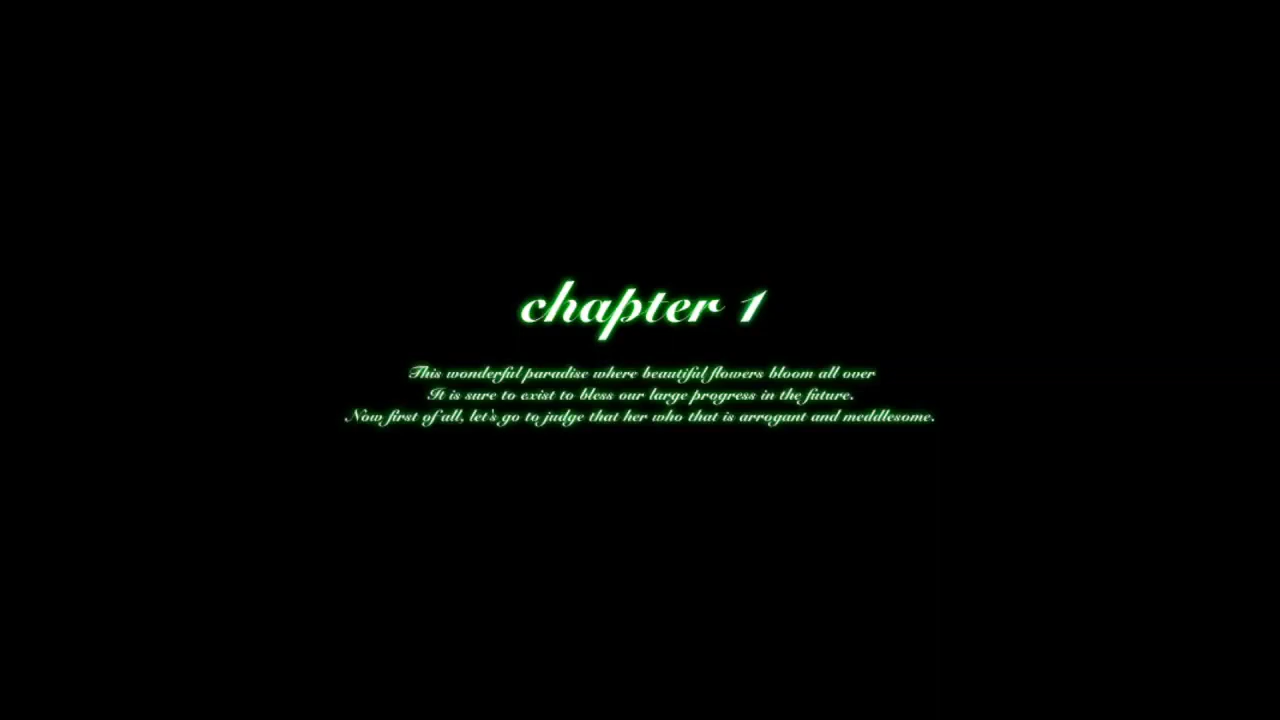 chapter 1
This wonderful paradise where beautiful flowers bloom all over
It is sure to exist to bless our large progress in the future.
Now first of all, let's go to judge that her who that is arrogant and meddlesome.